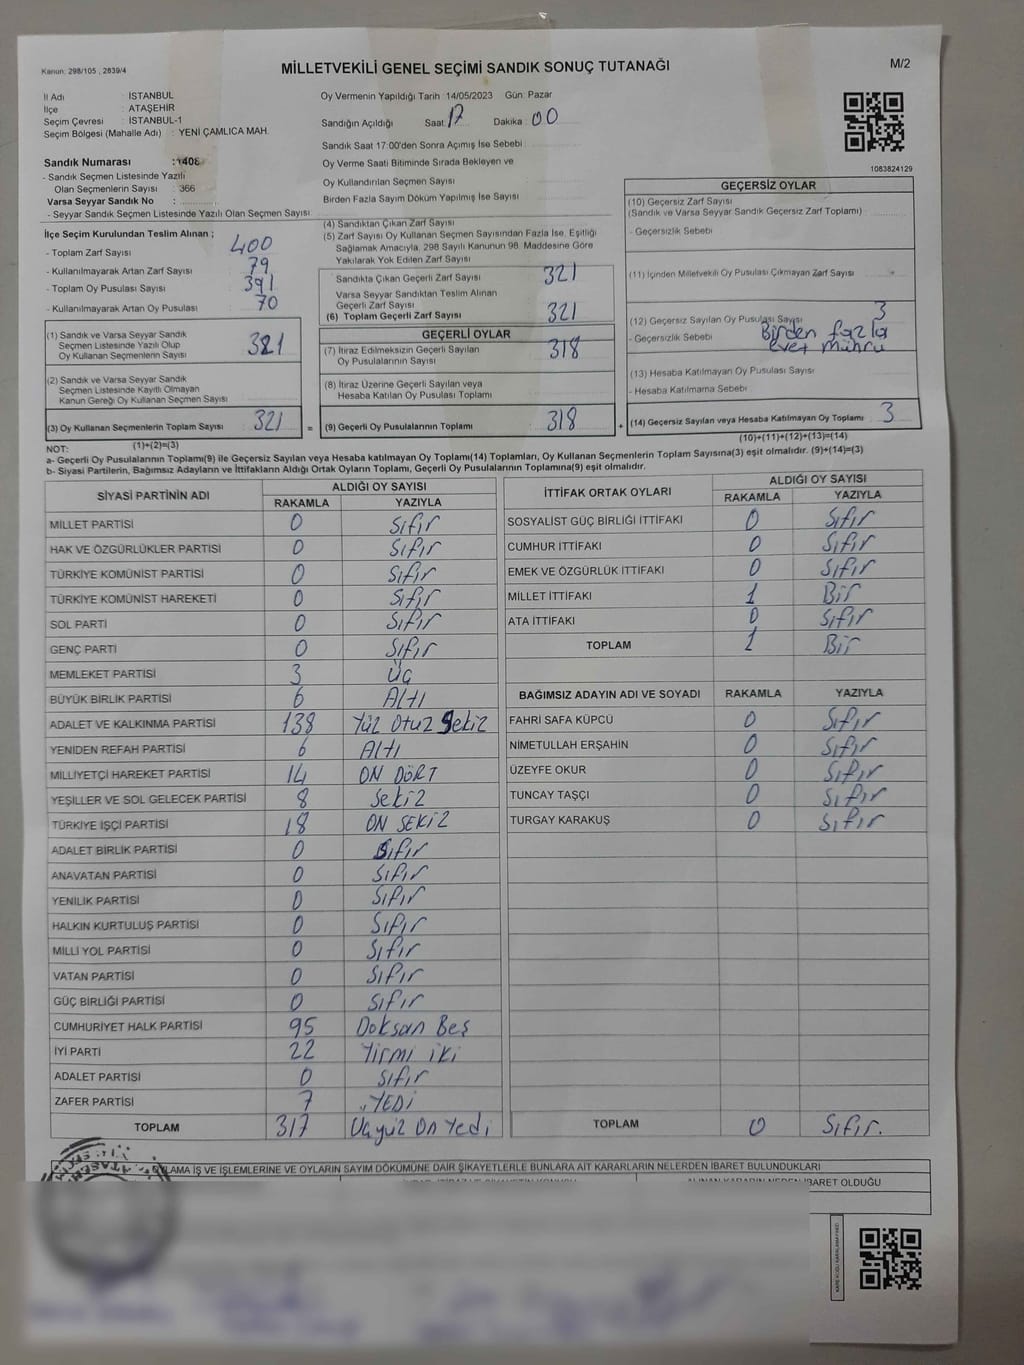 Kanun: 298/105 , 2839/4
MİLLETVEKİLİ GENEL SEÇİMİ SANDIK SONUÇ TUTANAĞI
M/2
İl Adı : İSTANBUL
İlçe : ATAŞEHİR
Seçim Çevresi : İSTANBUL-1
Seçim Bölgesi (Mahalle Adı) : YENİ ÇAMLICA MAH.
Sandık Numarası : 1408
- Sandık Seçmen Listesinde Yazılı
Olan Seçmenlerin Sayısı : 366
Varsa Seyyar Sandık No :
- Seyyar Sandık Seçmen Listesinde Yazılı Olan Seçmen Sayısı :
Oy Vermenin Yapıldığı Tarih : 14/05/2023 Gün: Pazar
Sandığın Açıldığı Saat: 17 Dakika : 00
Sandık Saat 17:00'den Sonra Açımış İse Sebebi :
Oy Verme Saati Bitiminde Sırada Bekleyen ve
Oy Kullandırılan Seçmen Sayısı :
Birden Fazla Sayım Döküm Yapılmış İse Sayısı :
1083824129
İlçe Seçim Kurulundan Teslim Alınan ;
- Toplam Zarf Sayısı : 400
- Kullanılmayarak Artan Zarf Sayısı : 79
- Toplam Oy Pusulası Sayısı : 391
- Kullanılmayarak Artan Oy Pusulası : 70
(1) Sandık ve Varsa Seyyar Sandık
Seçmen Listesinde Yazılı Olup
Oy Kullanan Seçmenlerin Sayısı : 321
(2) Sandık ve Varsa Seyyar Sandık
Seçmen Listesinde Kayıtlı Olmayan
Kanun Gereği Oy Kullanan Seçmen Sayısı :
(3) Oy Kullanan Seçmenlerin Toplam Sayısı : 321
(1)+(2)=(3)
(4) Sandıktan Çıkan Zarf Sayısı :
(5) Zarf Sayısı Oy Kullanan Seçmen Sayısından Fazla İse, Eşitliği
Sağlamak Amacıyla, 298 Sayılı Kanunun 98. Maddesine Göre
Yakılarak Yok Edilen Zarf Sayısı :
Sandıkta Çıkan Geçerli Zarf Sayısı : 321
Varsa Seyyar Sandıktan Teslim Alınan
Geçerli Zarf Sayısı :
(6) Toplam Geçerli Zarf Sayısı : 321
GEÇERLİ OYLAR
(7) İtiraz Edilmeksizin Geçerli Sayılan
Oy Pusulalarının Sayısı : 318
(8) İtiraz Üzerine Geçerli Sayılan veya
Hesaba Katılan Oy Pusulası Toplamı :
= (9) Geçerli Oy Pusulalarının Toplamı : 318
GEÇERSİZ OYLAR
(10) Geçersiz Zarf Sayısı
(Sandık ve Varsa Seyyar Sandık Geçersiz Zarf Toplamı) :
- Geçersizlik Sebebi :
(11) İçinden Milletvekili Oy Pusulası Çıkmayan Zarf Sayısı :
(12) Geçersiz Sayılan Oy Pusulası Sayısı : 3
- Geçersizlik Sebebi : Birden fazla
Evet Mührü
(13) Hesaba Katılmayan Oy Pusulası Sayısı :
- Hesaba Katılmama Sebebi :
+ (14) Geçersiz Sayılan veya Hesaba Katılmayan Oy Toplamı : 3
(10)+(11)+(12)+(13)=(14)
NOT:
a- Geçerli Oy Pusulasının Toplamı(9) ile Geçersiz Sayılan veya Hesaba katılmayan Oy Toplamı(14) Toplamları, Oy Kullanan Seçmenlerin Toplam Sayısına(3) eşit olmalıdır. (9)+(14)=(3)
b- Siyasi Partilerin, Bağımsız Adayların ve İttifakların Aldığı Ortak Oyların Toplamı, Geçerli Oy Pusulalarının Toplamına(9) eşit olmalıdır.
SİYASİ PARTİNİN ADI ALDIĞI OY SAYISI
RAKAMLA YAZIYLA
MİLLET PARTİSİ 0 Sıfır
HAK VE ÖZGÜRLÜKLER PARTİSİ 0 Sıfır
TÜRKİYE KOMÜNİST PARTİSİ 0 Sıfır
TÜRKİYE KOMÜNİST HAREKETİ 0 Sıfır
SOL PARTİ 0 Sıfır
GENÇ PARTİ 0 Sıfır
MEMLEKET PARTİSİ 3 Üç
BÜYÜK BİRLİK PARTİSİ 6 Altı
ADALET VE KALKINMA PARTİSİ 138 Yüz Otuz Sekiz
YENİDEN REFAH PARTİSİ 6 Altı
MİLLİYETÇİ HAREKET PARTİSİ 14 ON DÖRT
YEŞİLLER VE SOL GELECEK PARTİSİ 8 Sekiz
TÜRKİYE İŞÇİ PARTİSİ 18 ON SEKİZ
ADALET BİRLİK PARTİSİ 0 Sıfır
ANAVATAN PARTİSİ 0 Sıfır
YENİLİK PARTİSİ 0 Sıfır
HALKIN KURTULUŞ PARTİSİ 0 Sıfır
MİLLİ YOL PARTİSİ 0 Sıfır
VATAN PARTİSİ 0 Sıfır
GÜÇ BİRLİĞİ PARTİSİ 0 Sıfır
CUMHURİYET HALK PARTİSİ 95 Doksan Beş
İYİ PARTİ 22 Yirmi iki
ADALET PARTİSİ 0 Sıfır
ZAFER PARTİSİ 7 YEDİ
TOPLAM 317 Üçyüz On Yedi
İTTİFAK ORTAK OYLARI ALDIĞI OY SAYISI
RAKAMLA YAZIYLA
SOSYALİST GÜÇ BİRLİĞİ İTTİFAKI 0 Sıfır
CUMHUR İTTİFAKI 0 Sıfır
EMEK VE ÖZGÜRLÜK İTTİFAKI 0 Sıfır
MİLLET İTTİFAKI 1 Bir
ATA İTTİFAKI 0 Sıfır
TOPLAM 1 Bir
BAĞIMSIZ ADAYIN ADI VE SOYADI RAKAMLA YAZIYLA
FAHRİ SAFA KÜPCÜ 0 Sıfır
NİMETULLAH ERŞAHİN 0 Sıfır
ÜZEYFE OKUR 0 Sıfır
TUNCAY TAŞÇI 0 Sıfır
TURGAY KARAKUŞ 0 Sıfır
TOPLAM 0 Sıfır.
OYLAMA İŞ VE İŞLEMLERİNE VE OYLARIN SAYIM DÖKÜMÜNE DAİR ŞİKAYETLERLE BUNLARA AİT KARARLARIN NELERDEN İBARET BULUNDUKLARI
ALINAN KARARIN NEDEN İBARET OLDUĞU